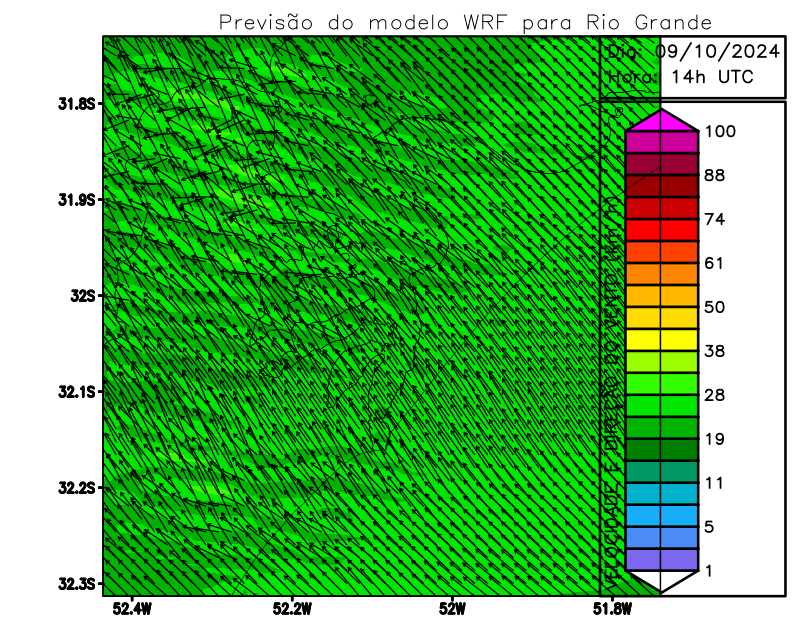 Previsão do modelo WRF para Rio Grande
Dia: 09/10/2024
Hora: 14h UTC
31.8S
31.9S
32S
32.1S
32.2S
32.3S
52.4W
52.2W
52W
51.8W
100
88
74
61
50
38
28
19
11
5
1
VELOCIDADE E DIREÇÃO DO VENTO (km/h)